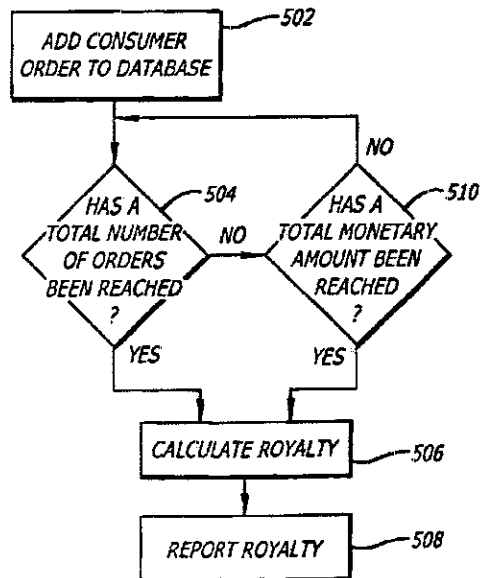 502
ADD CONSUMER
ORDER TO DATABASE
NO
504
510
HAS A
TOTAL NUMBER
OF ORDERS
BEEN REACHED
?
NO
HAS A
TOTAL MONETARY
AMOUNT BEEN
REACHED
?
YES
YES
CALCULATE ROYALTY
506
REPORT ROYALTY
508